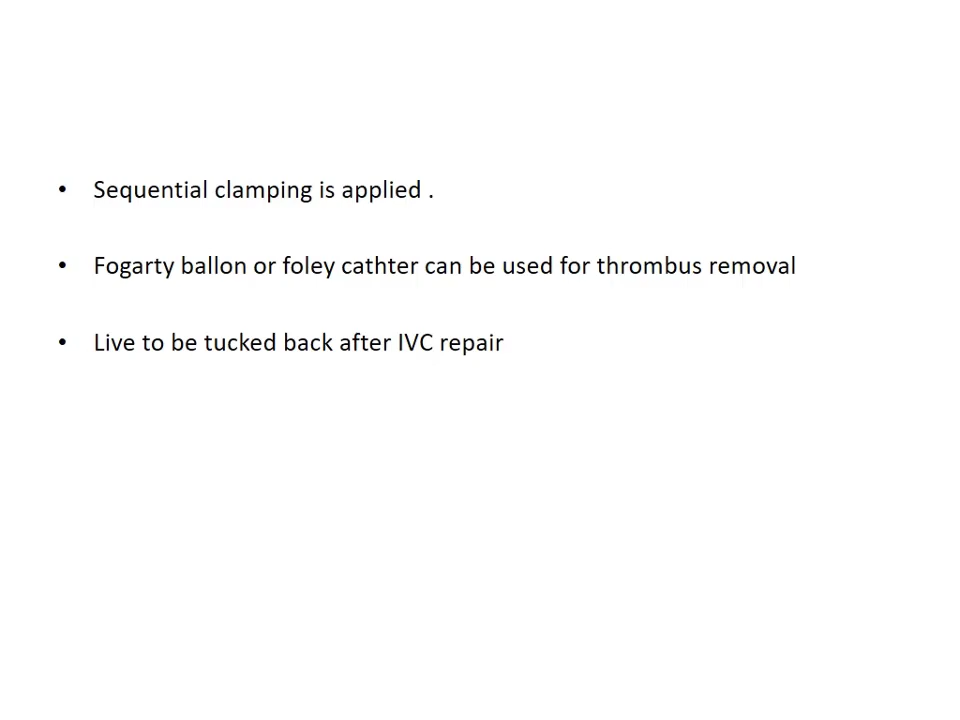 • Sequential clamping is applied .
• Fogarty ballon or foley cathter can be used for thrombus removal
• Live to be tucked back after IVC repair